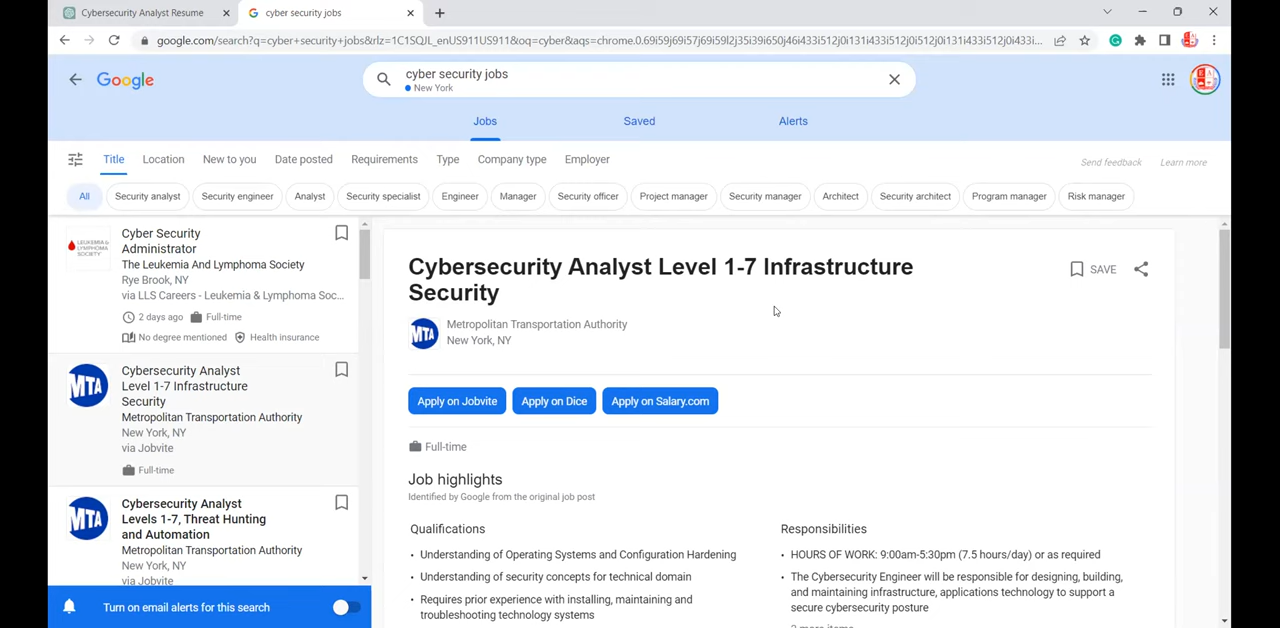 Cybersecurity Analyst Resume
cyber security jobs
google.com/search?q=cyber+security+jobs&rlz=1C1SQJL_enUS911US911&oq=cyber&aqs=chrome.0.69i59j69i57j69i59l2j35i39i650j46i433i512j0i131i433i512j0i512j0i131i433i512j0i433i...
Google
cyber security jobs
New York
Jobs Saved Alerts
Title Location New to you Date posted Requirements Type Company type Employer
Send feedback Learn more
All Security analyst Security engineer Analyst Security specialist Engineer Manager Security officer Project manager Security manager Architect Security architect Program manager Risk manager
LEUKEMIA &
LYMPHOMA
SOCIETY
Cyber Security
Administrator
The Leukemia And Lymphoma Society
Rye Brook, NY
via LLS Careers - Leukemia & Lymphoma Soc...
2 days ago Full-time
No degree mentioned Health insurance
MTA
Cybersecurity Analyst
Level 1-7 Infrastructure
Security
Metropolitan Transportation Authority
New York, NY
via Jobvite
Full-time
MTA
Cybersecurity Analyst
Levels 1-7, Threat Hunting
and Automation
Metropolitan Transportation Authority
New York, NY
via Jobvite
Turn on email alerts for this search
Cybersecurity Analyst Level 1-7 Infrastructure
Security
SAVE
MTA
Metropolitan Transportation Authority
New York, NY
Apply on Jobvite Apply on Dice Apply on Salary.com
Full-time
Job highlights
Identified by Google from the original job post
Qualifications
• Understanding of Operating Systems and Configuration Hardening
• Understanding of security concepts for technical domain
• Requires prior experience with installing, maintaining and
troubleshooting technology systems
Responsibilities
• HOURS OF WORK: 9:00am-5:30pm (7.5 hours/day) or as required
• The Cybersecurity Engineer will be responsible for designing, building,
and maintaining infrastructure, applications technology to support a
secure cybersecurity posture